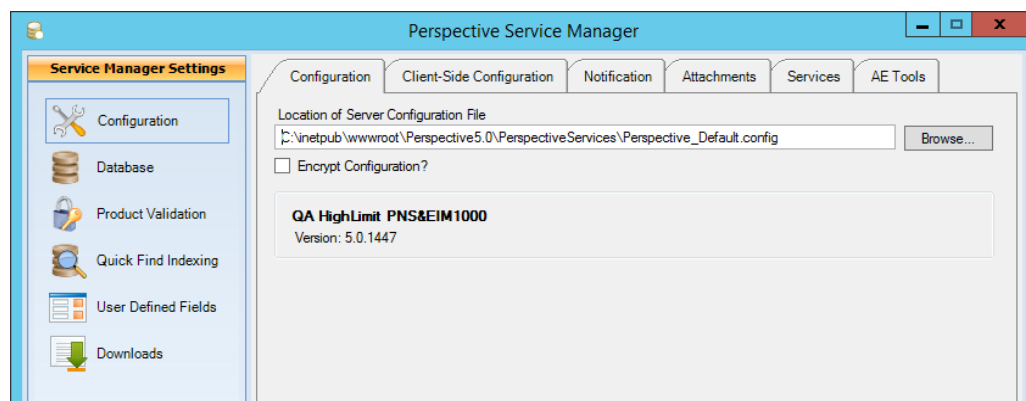 Perspective Service Manager
Service Manager Settings
Configuration
Database
Product Validation
Quick Find Indexing
User Defined Fields
Downloads
Configuration Client-Side Configuration Notification Attachments Services AE Tools
Location of Server Configuration File
C:\inetpub\wwwroot\Perspective5.0\PerspectiveServices\Perspective_Default.config
Browse...
Encrypt Configuration?
QA HighLimit PNS&EIM1000
Version: 5.0.1447